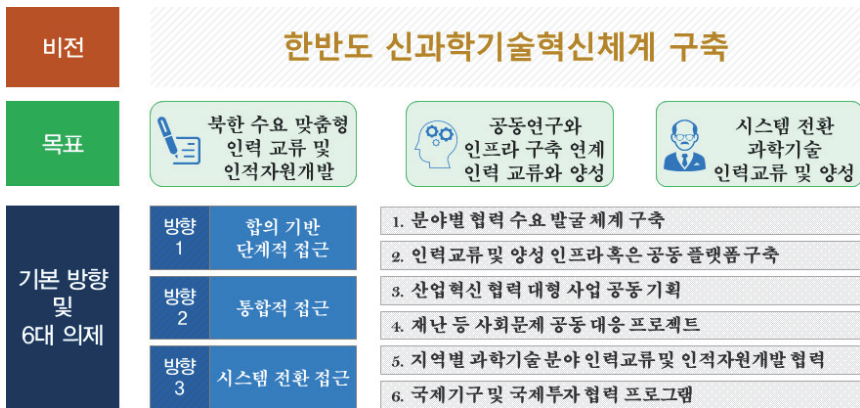 비전
한반도 신과학기술혁신체계 구축
목표
북한 수요 맞춤형
인력 교류 및
인적자원개발
공동연구와
인프라 구축 연계
인력 교류와 양성
시스템 전환
과학기술
인력교류 및 양성
기본 방향
및
6대 의제
방향
1
합의 기반
단계적 접근
방향
2
통합적 접근
방향
3
시스템 전환 접근
1. 분야별 협력 수요 발굴 체계 구축
2. 인력교류 및 양성 인프라 혹은 공동 플랫폼 구축
3. 산업혁신 협력 대형 사업 공동 기획
4. 재난 등 사회문제 공동 대응 프로젝트
5. 지역별 과학기술 분야 인력교류 및 인적자원개발 협력
6. 국제기구 및 국제투자 협력 프로그램